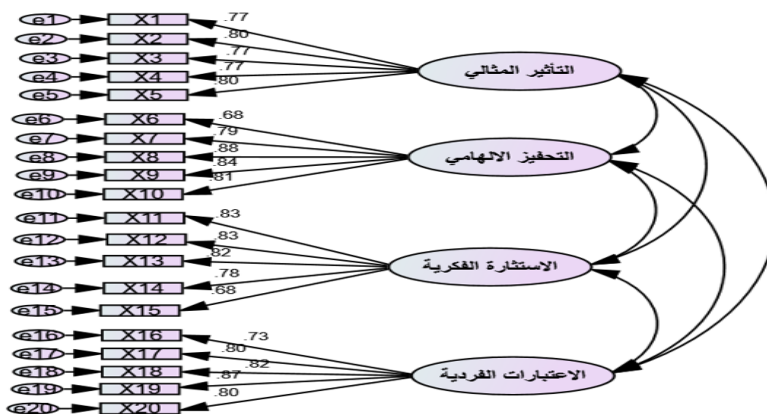 e1 X1 .77
e2 X2 .80
e3 X3 .77
e4 X4 .77
e5 X5 .80
التأثير المثالي
e6 X6 .68
e7 X7 .79
e8 X8 .88
e9 X9 .84
e10 X10 .81
التحفيز الالهامي
e11 X11 .83
e12 X12 .83
e13 X13 .82
e14 X14 .78
e15 X15 .68
الاستثارة الفكرية
e16 X16 .73
e17 X17 .80
e18 X18 .82
e19 X19 .87
e20 X20 .80
الاعتبارات الفردية